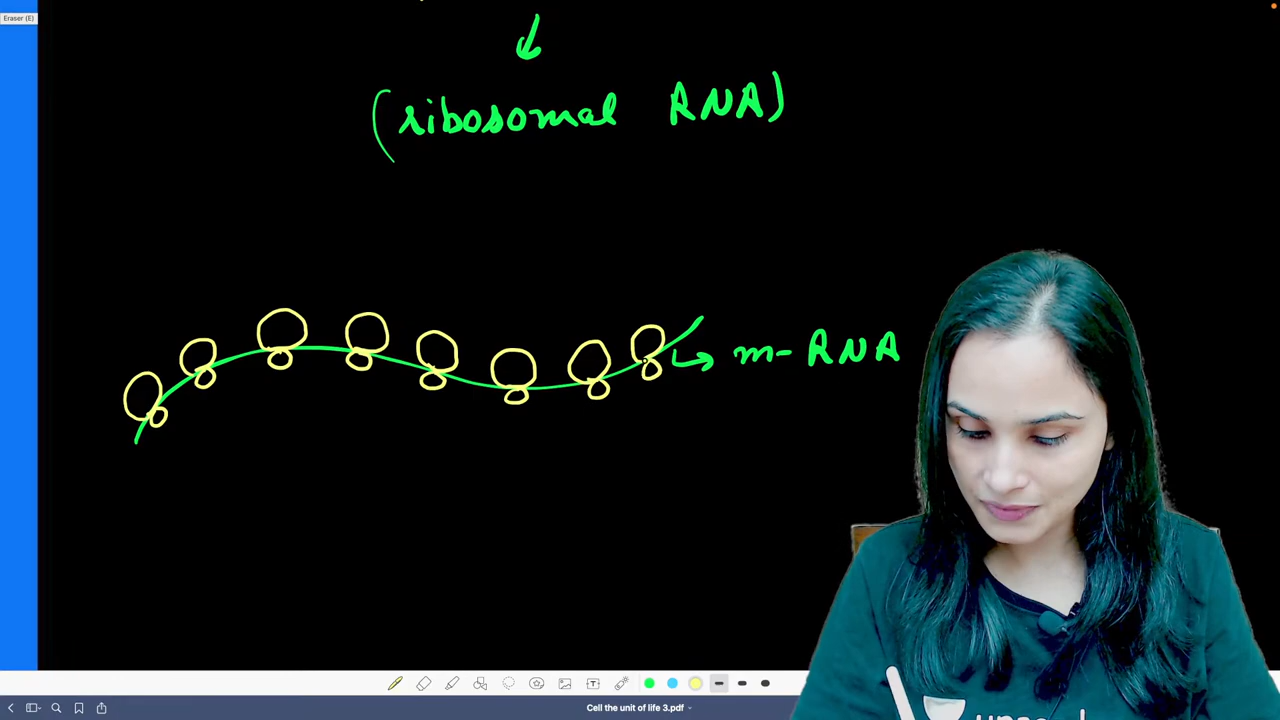 Eraser (E)
(ribosomal RNA)
m-RNA
Cell the unit of life 3.pdf